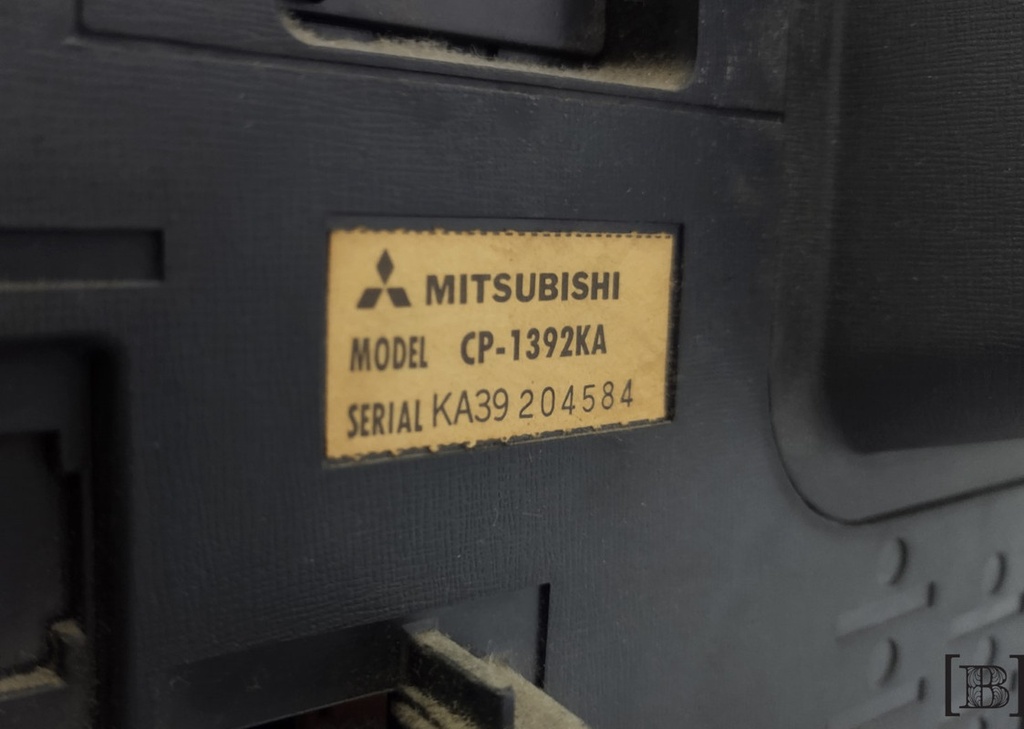 MITSUBISHI
MODEL CP-1392KA
SERIAL KA39 204584
[B]